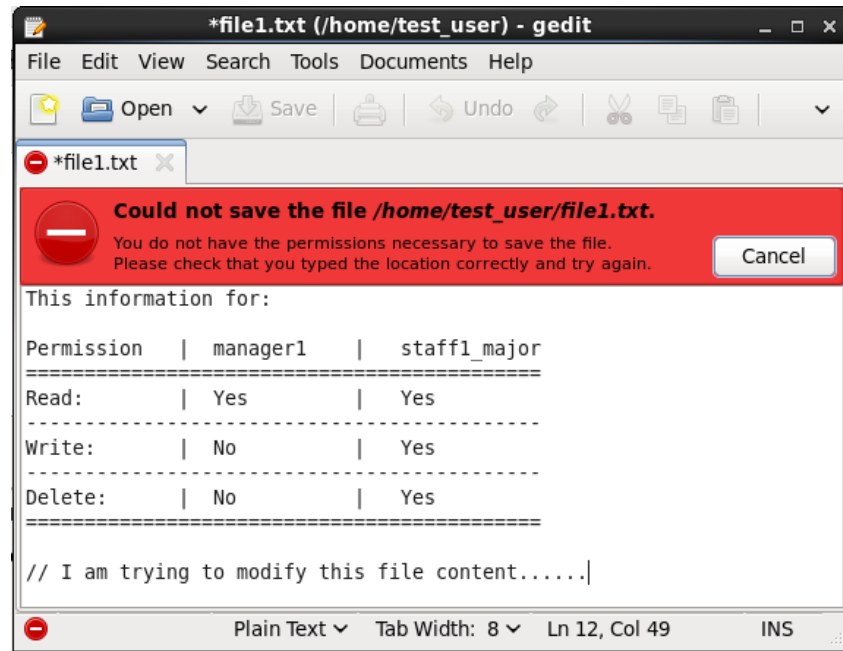 *file1.txt (/home/test_user) - gedit
File Edit View Search Tools Documents Help
Open Save Undo
*file1.txt
Could not save the file /home/test_user/file1.txt.
You do not have the permissions necessary to save the file.
Please check that you typed the location correctly and try again.
Cancel
This information for:
Permission | manager1 | staff1_major
============================================
Read: | Yes | Yes
--------------------------------------------
Write: | No | Yes
--------------------------------------------
Delete: | No | Yes
============================================
// I am trying to modify this file content......
Plain Text Tab Width: 8 Ln 12, Col 49 INS